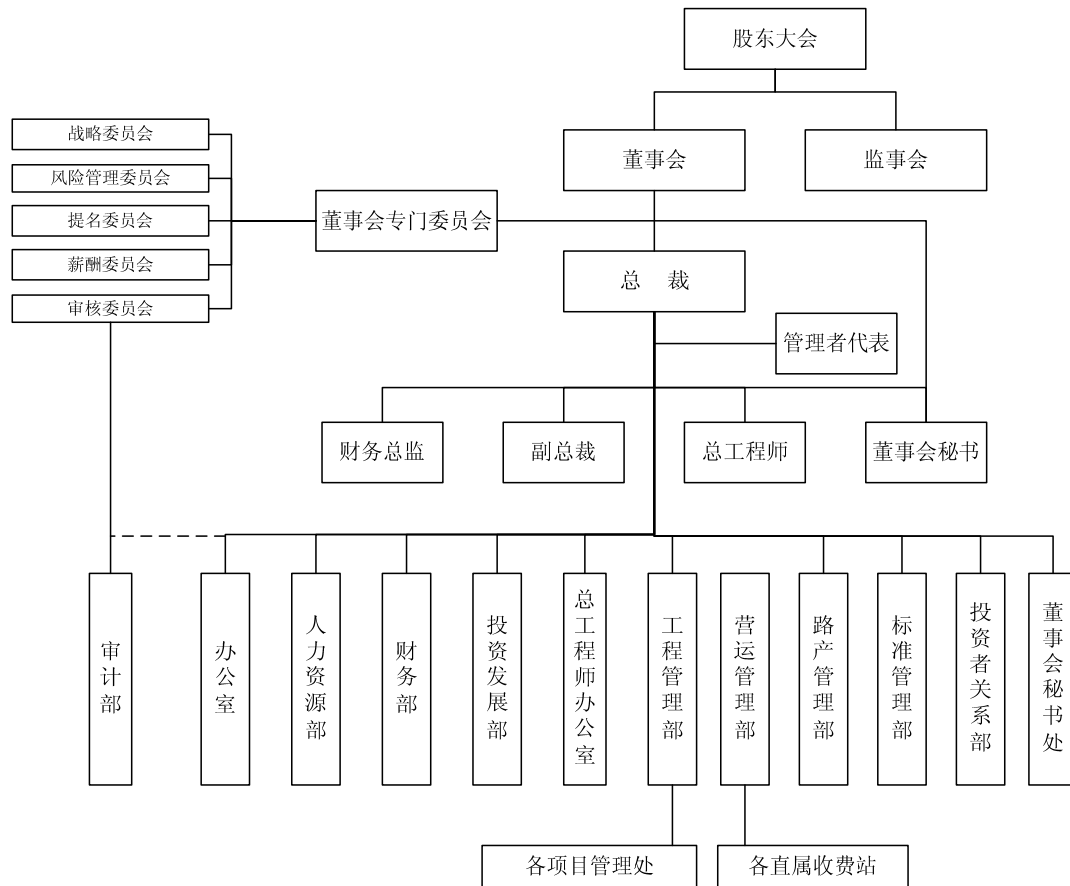 股东大会
董事会
监事会
战略委员会
风险管理委员会
提名委员会
薪酬委员会
审核委员会
董事会专门委员会
总 裁
管理者代表
财务总监
副总裁
总工程师
董事会秘书
审计部
办公室
人力资源部
财务部
投资发展部
总工程师办公室
工程管理部
营运管理部
路产管理部
标准管理部
投资者关系部
董事会秘书处
各项目管理处
各直属收费站